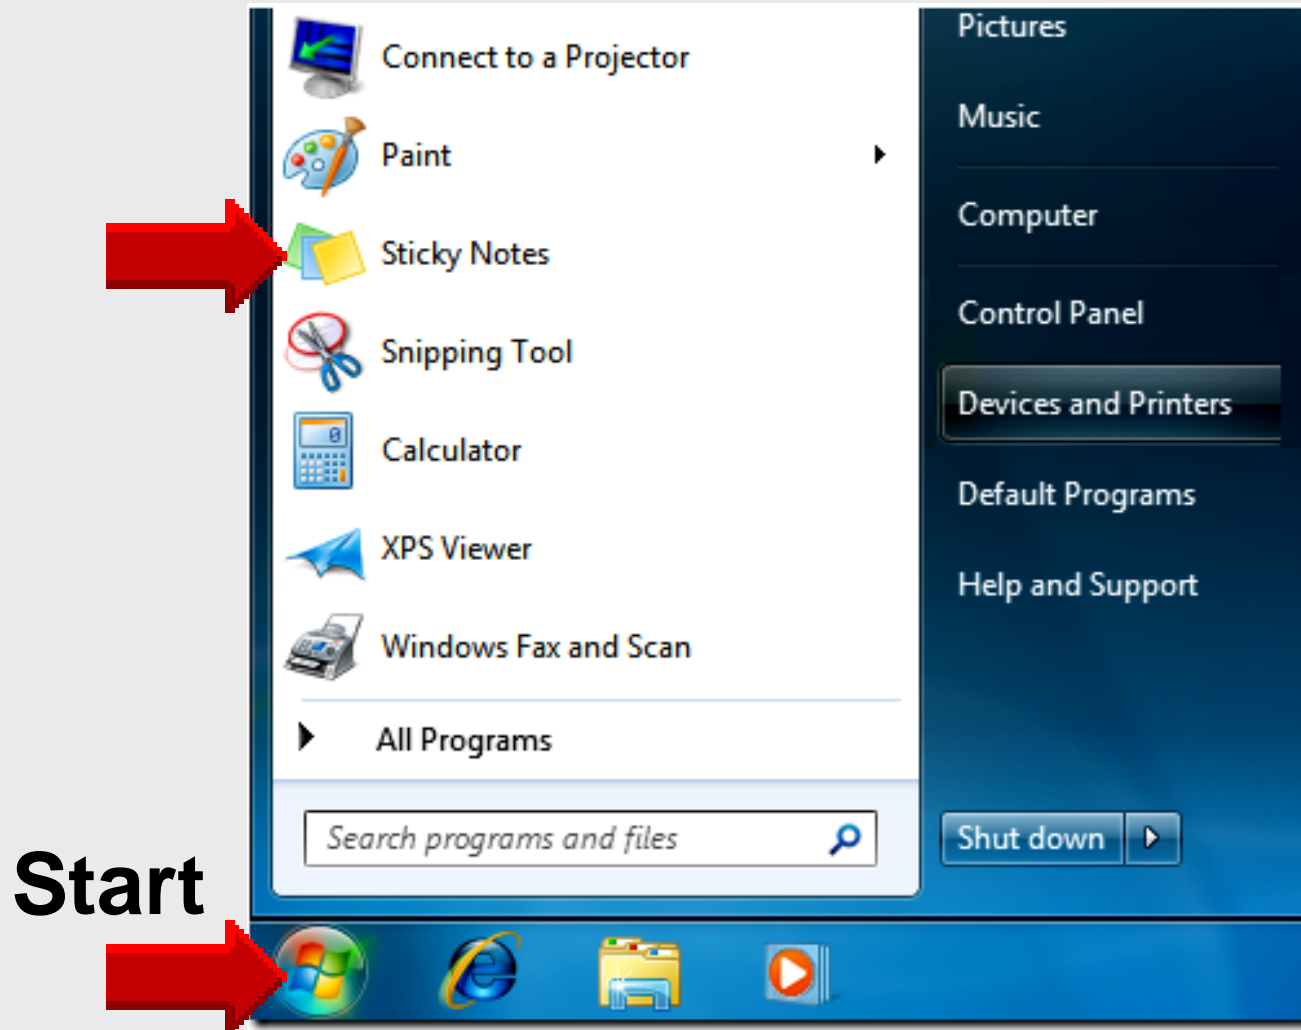 Connect to a Projector
Paint
Sticky Notes
Snipping Tool
Calculator
0
XPS Viewer
Windows Fax and Scan
All Programs
Search programs and files
Pictures
Music
Computer
Control Panel
Devices and Printers
Default Programs
Help and Support
Shut down
Start